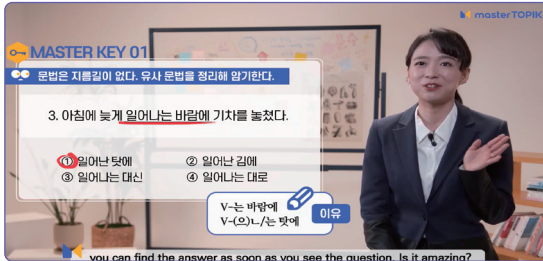 masterTOPIK
MASTER KEY 01
문법은 지름길이 없다. 유사 문법을 정리해 암기한다.
3. 아침에 늦게 일어나는 바람에 기차를 놓쳤다.
① 일어난 탓에
② 일어난 김에
③ 일어나는 대신
④ 일어나는 대로
V-는 바람에
V-(으)ㄴ/는 탓에
이유
you can find the answer as soon as you see the question. Is it amazing?